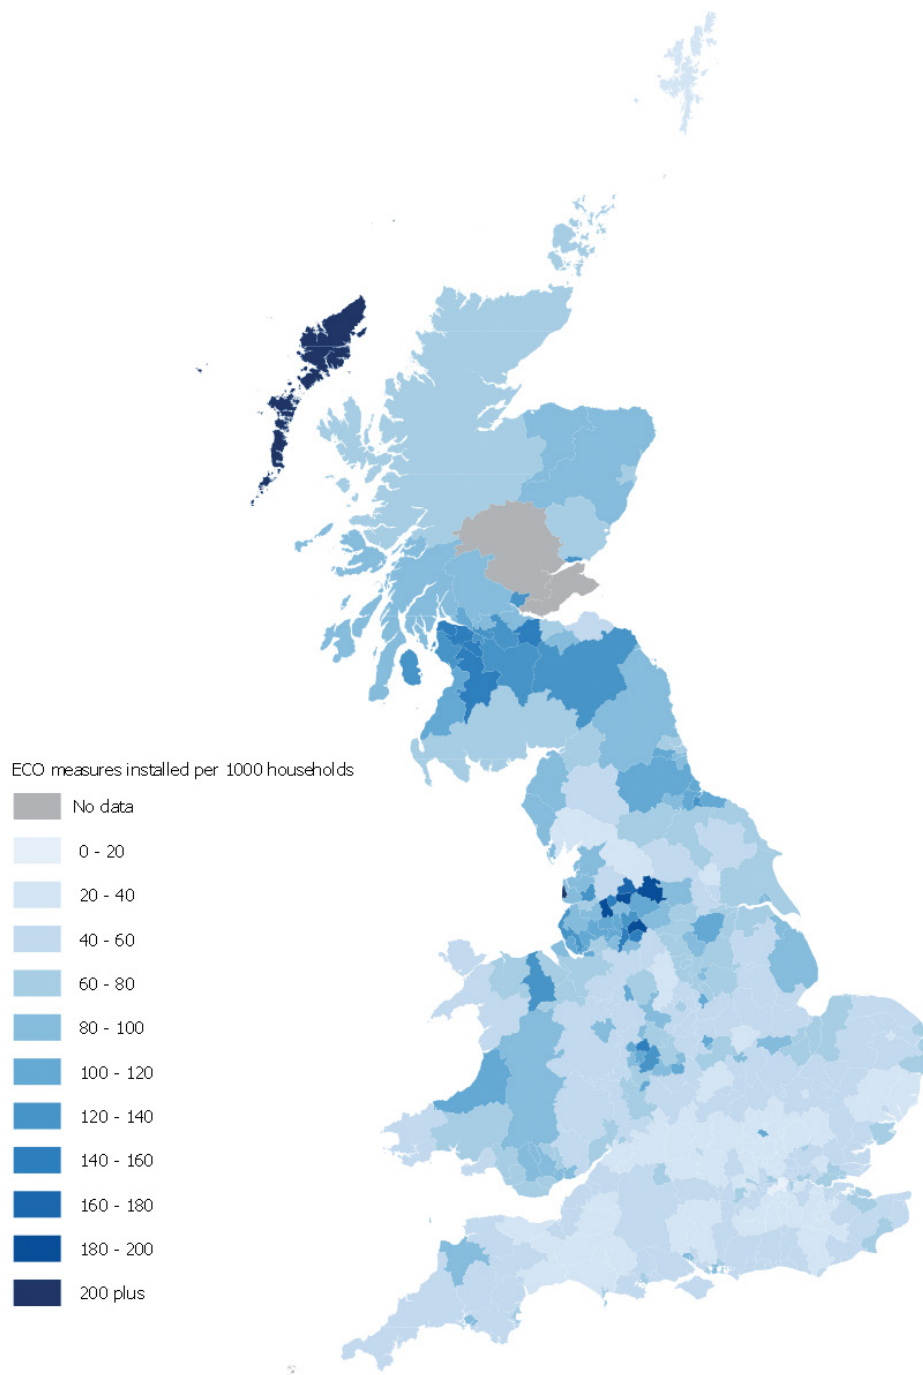 ECO measures installed per 1000 households
No data
0 - 20
20 - 40
40 - 60
60 - 80
80 - 100
100 - 120
120 - 140
140 - 160
160 - 180
180 - 200
200 plus